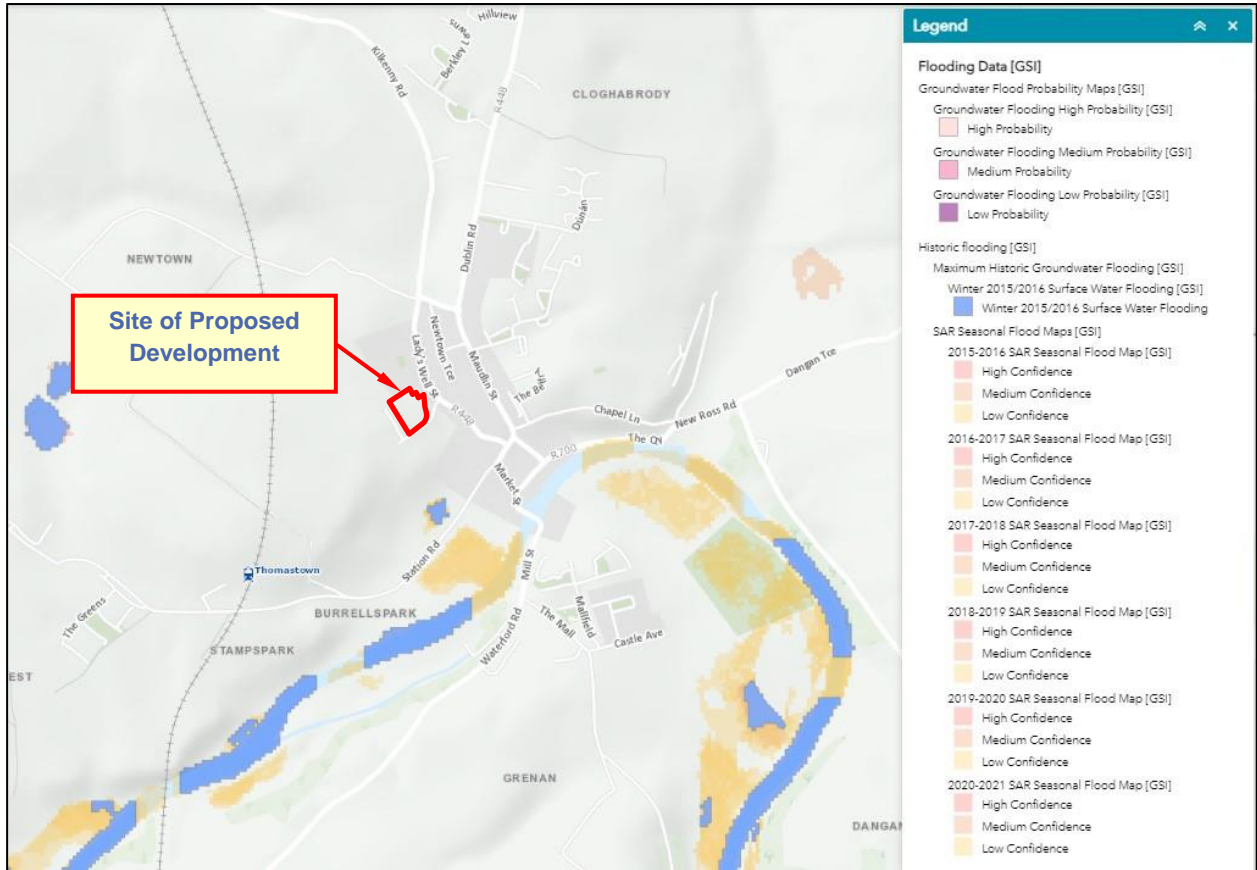 Hillview
Mews
Berkley La
Kilkenny Rd
R448
CLOGHABRODY
Dúnán
Dublin Rd
NEWTOWN
Site of Proposed
Development
Lady's Well St
Newtown Tce
Maudlin St
R448
The Be
Chapel Ln
The QY
New Ross Rd
Dangan Tce
R700
Market St
Station Rd
Mill St
Thomastown
The Greens
BURRELLSPARK
STAMPSPARK
Waterford Rd
The Mall
Mallfield
Castle Ave
EST
GRENAN
DANGAN
Legend
Flooding Data [GSI]
Groundwater Flood Probability Maps [GSI]
Groundwater Flooding High Probability [GSI]
High Probability
Groundwater Flooding Medium Probability [GSI]
Medium Probability
Groundwater Flooding Low Probability [GSI]
Low Probability
Historic flooding [GSI]
Maximum Historic Groundwater Flooding [GSI]
Winter 2015/2016 Surface Water Flooding [GSI]
Winter 2015/2016 Surface Water Flooding
SAR Seasonal Flood Maps [GSI]
2015-2016 SAR Seasonal Flood Map [GSI]
High Confidence
Medium Confidence
Low Confidence
2016-2017 SAR Seasonal Flood Map [GSI]
High Confidence
Medium Confidence
Low Confidence
2017-2018 SAR Seasonal Flood Map [GSI]
High Confidence
Medium Confidence
Low Confidence
2018-2019 SAR Seasonal Flood Map [GSI]
High Confidence
Medium Confidence
Low Confidence
2019-2020 SAR Seasonal Flood Map [GSI]
High Confidence
Medium Confidence
Low Confidence
2020-2021 SAR Seasonal Flood Map [GSI]
High Confidence
Medium Confidence
Low Confidence